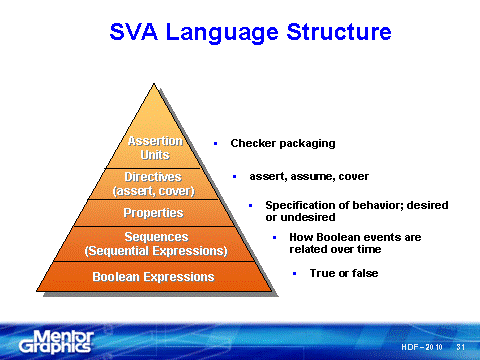 SVA Language Structure
Assertion
Units
• Checker packaging
Directives
(assert, cover)
• assert, assume, cover
Properties
• Specification of behavior; desired
or undesired
Sequences
(Sequential Expressions)
• How Boolean events are
related over time
Boolean Expressions
• True or false
Mentor
Graphics
HDF – 2010 31